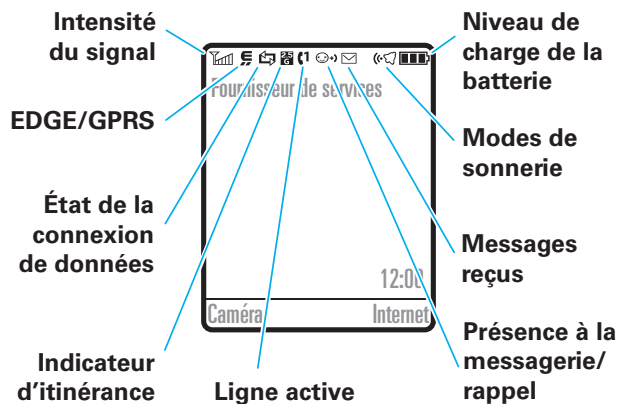 Intensité
du signal
EDGE/GPRS
État de la
connexion
de données
Indicateur
d'itinérance
Ligne active
Fournisseur de services
12:00
Caméra
Internet
Niveau de
charge de la
batterie
Modes de
sonnerie
Messages
reçus
Présence à la
messagerie/
rappel